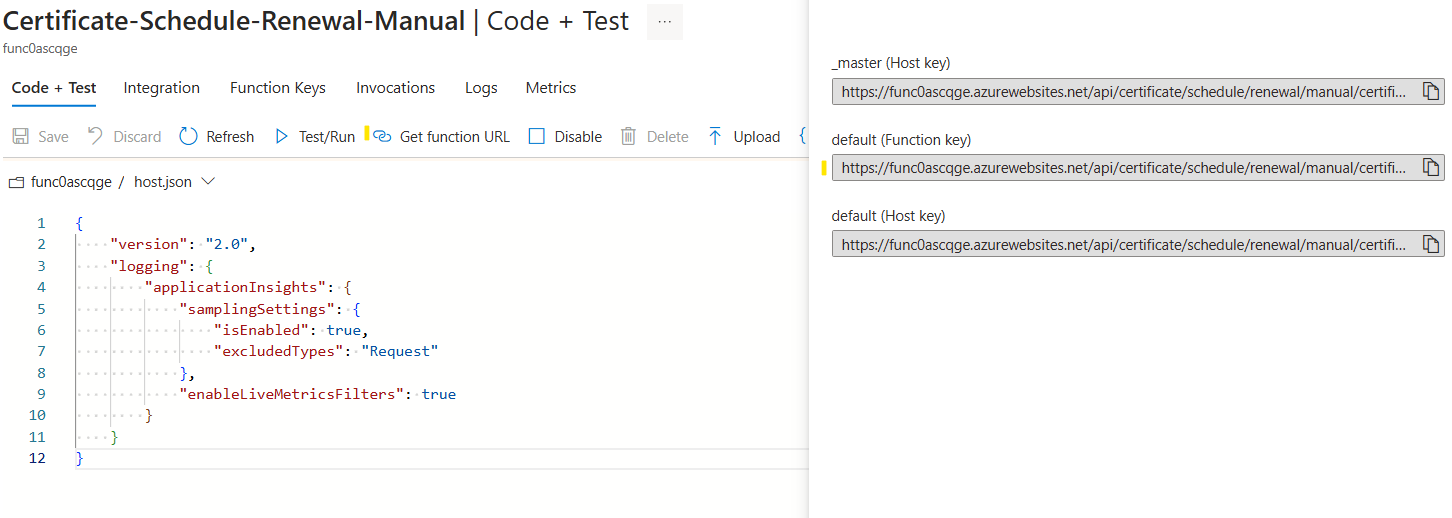 Certificate-Schedule-Renewal-Manual | Code + Test ...
func0ascqge
Code + Test Integration Function Keys Invocations Logs Metrics
Save Discard Refresh Test/Run Get function URL Disable Delete Upload {
func0ascqge / host.json
1 {
2 "version": "2.0",
3 "logging": {
4 "applicationInsights": {
5 "samplingSettings": {
6 "isEnabled": true,
7 "excludedTypes": "Request"
8 },
9 "enableLiveMetricsFilters": true
10 }
11 }
12 }
_master (Host key)
https://func0ascqge.azurewebsites.net/api/certificate/schedule/renewal/manual/certifi...
default (Function key)
https://func0ascqge.azurewebsites.net/api/certificate/schedule/renewal/manual/certifi...
default (Host key)
https://func0ascqge.azurewebsites.net/api/certificate/schedule/renewal/manual/certifi...